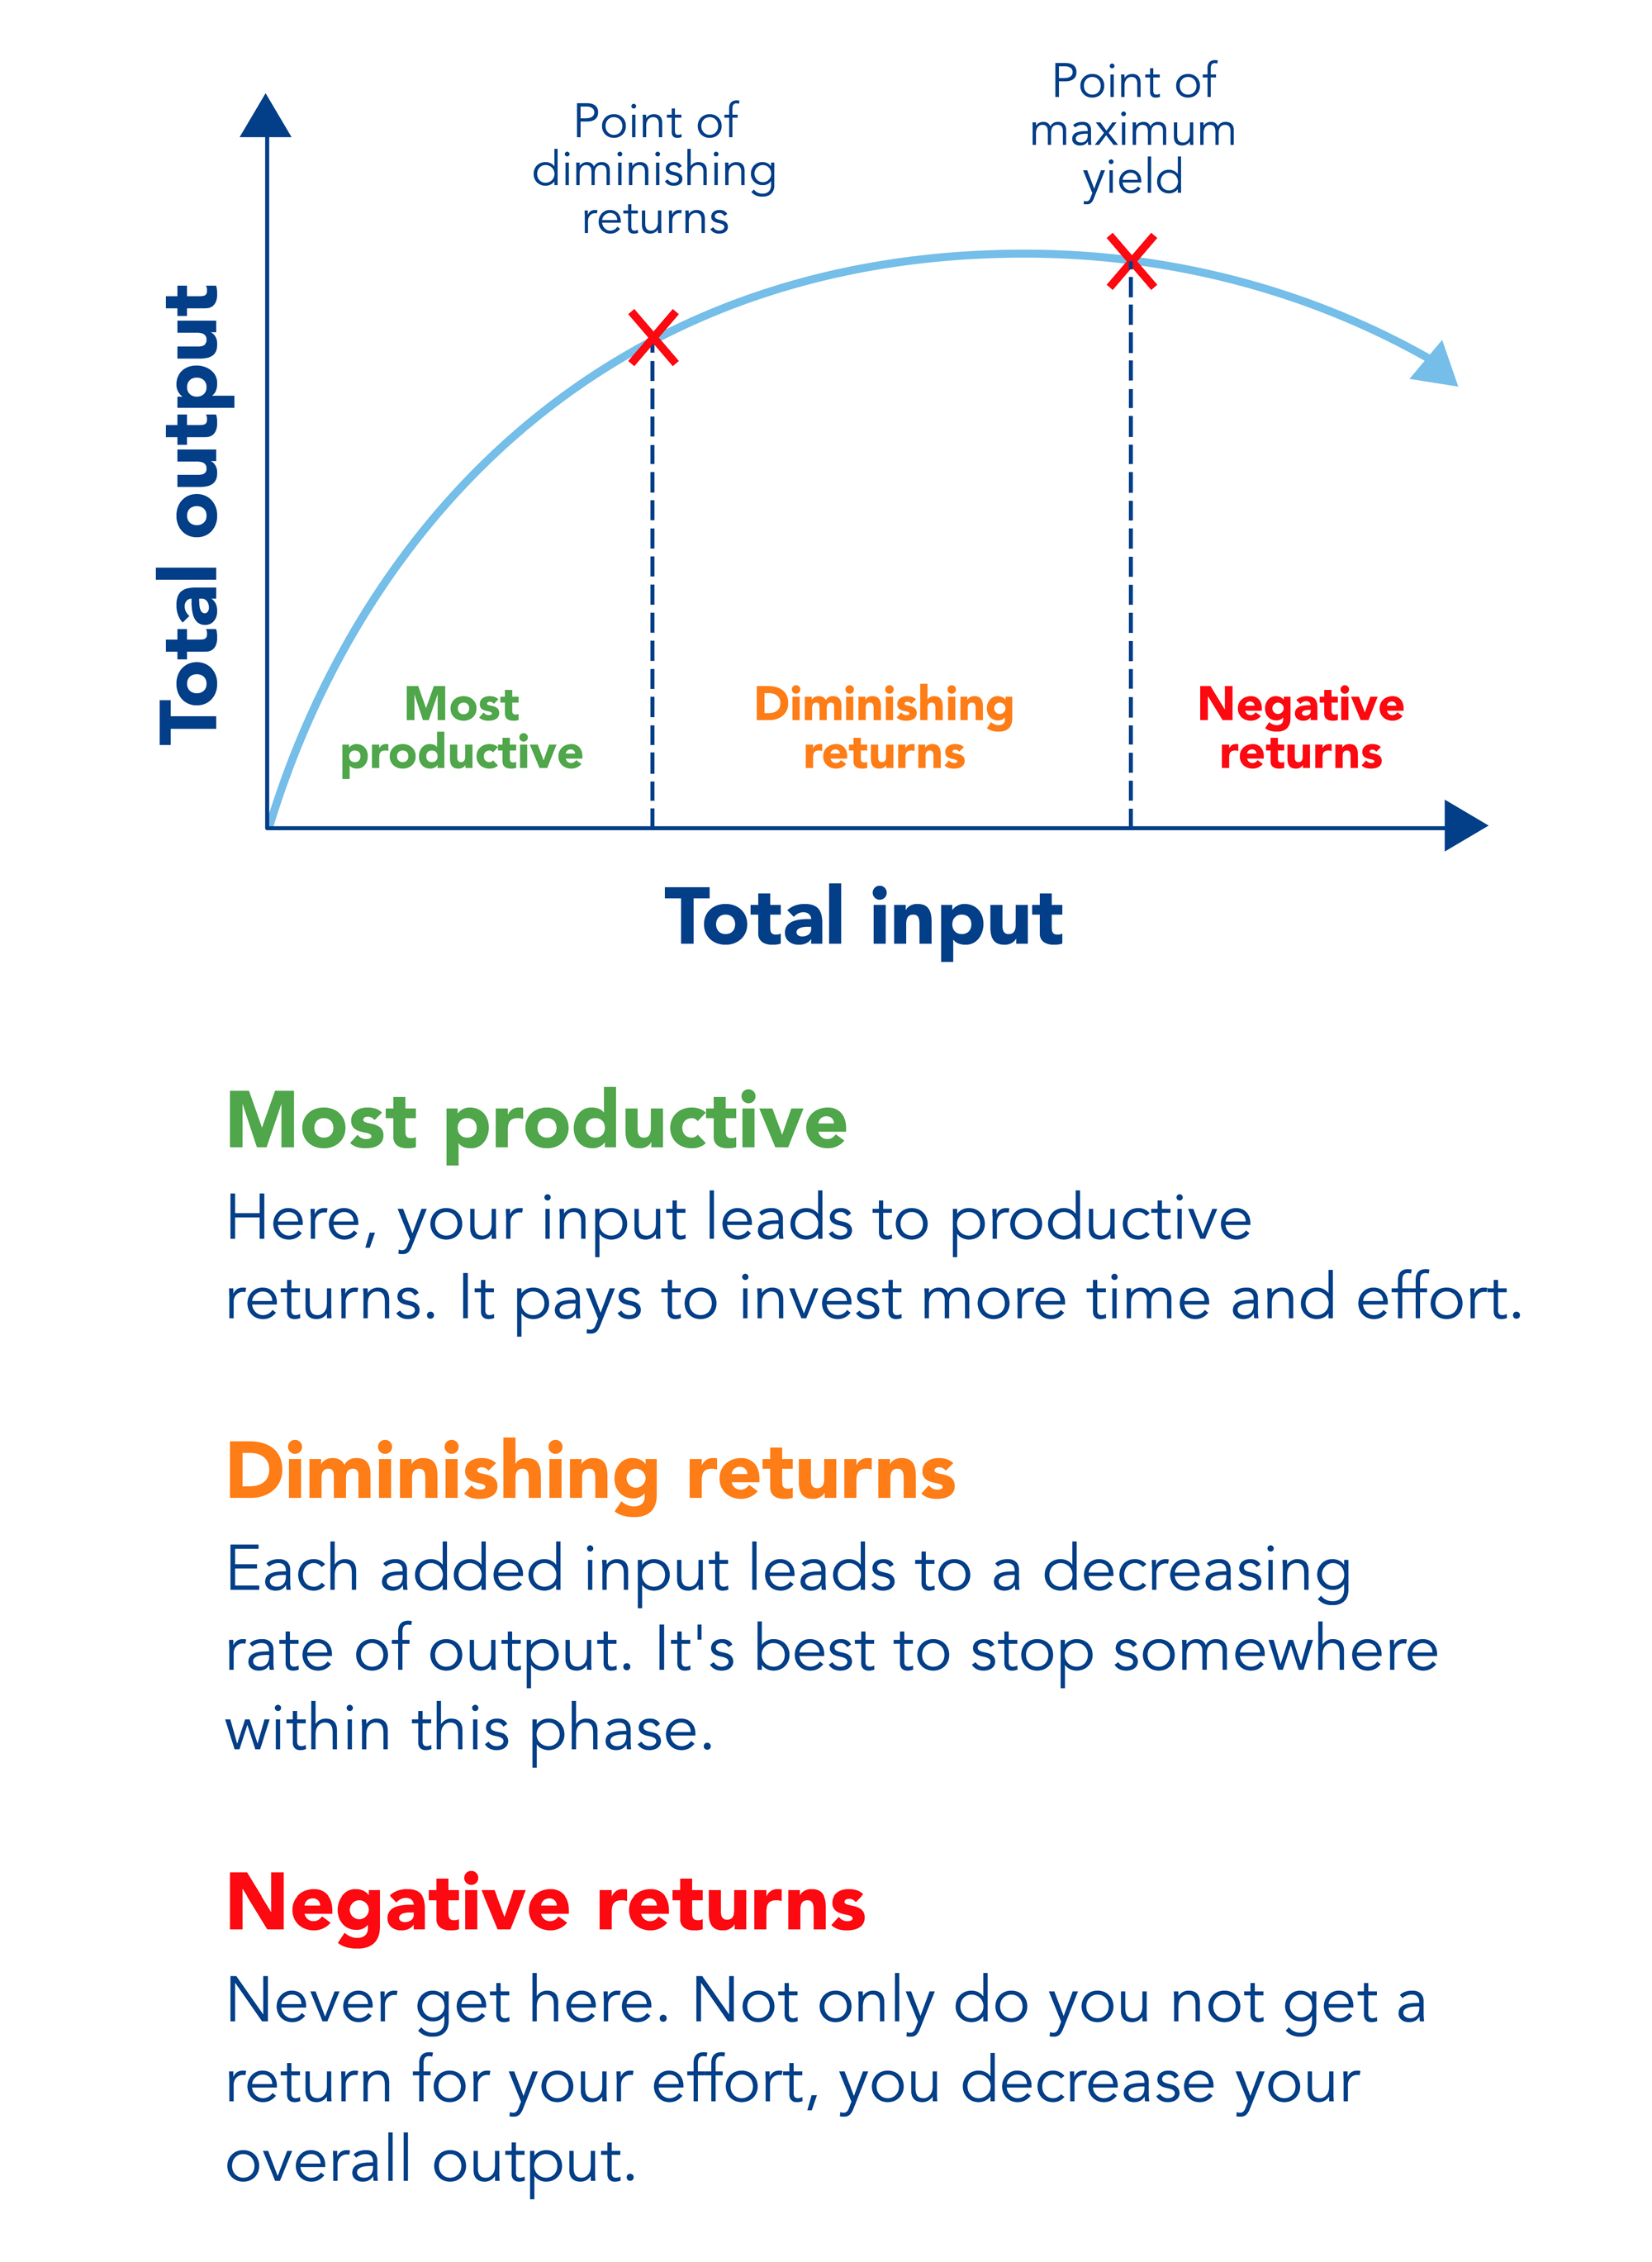 Point of
diminishing
returns
Point of
maximum
yield
Total output
Most
productive
Diminishing
returns
Negative
returns
Total input
Most productive
Here, your input leads to productive
returns. It pays to invest more time and effort.
Diminishing returns
Each added input leads to a decreasing
rate of output. It's best to stop somewhere
within this phase.
Negative returns
Never get here. Not only do you not get a
return for your effort, you decrease your
overall output.